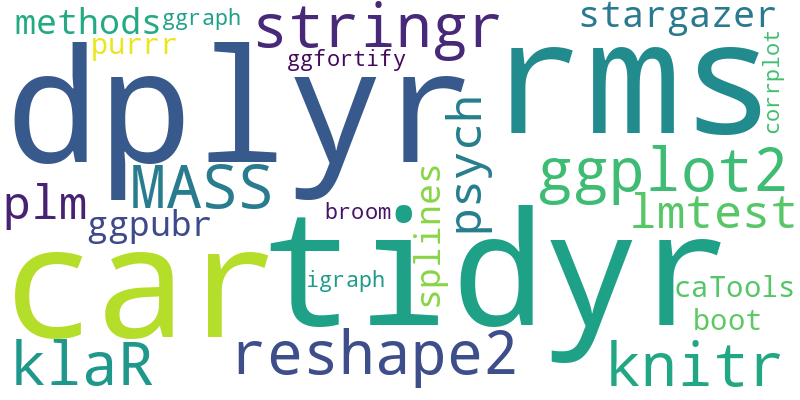 methods
ggraph
stringr
stargazer
purrr
ggfortify
corrplot
dplyr
rms
psych
MASS
ggplot2
plm
ggpubr
broom
splines
lmtest
car
tidyr
igraph
caTools
boot
klaR
reshape2
knitr